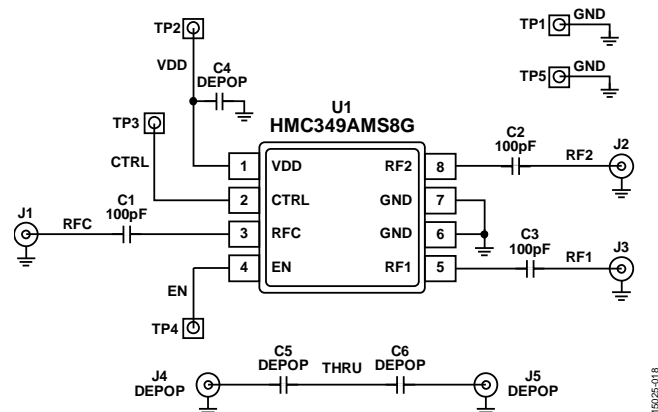 TP2
TP1
GND
VDD
C4
DEPOP
TP5
GND
U1
HMC349AMS8G
TP3
CTRL
C2
100pF
RF2
J2
1
VDD
RF2
8
2
CTRL
GND
7
J1
RFC
C1
100pF
3
RFC
GND
6
C3
100pF
RF1
J3
4
EN
RF1
5
EN
TP4
J4
DEPOP
C5
DEPOP
THRU
C6
DEPOP
J5
DEPOP
15025-018